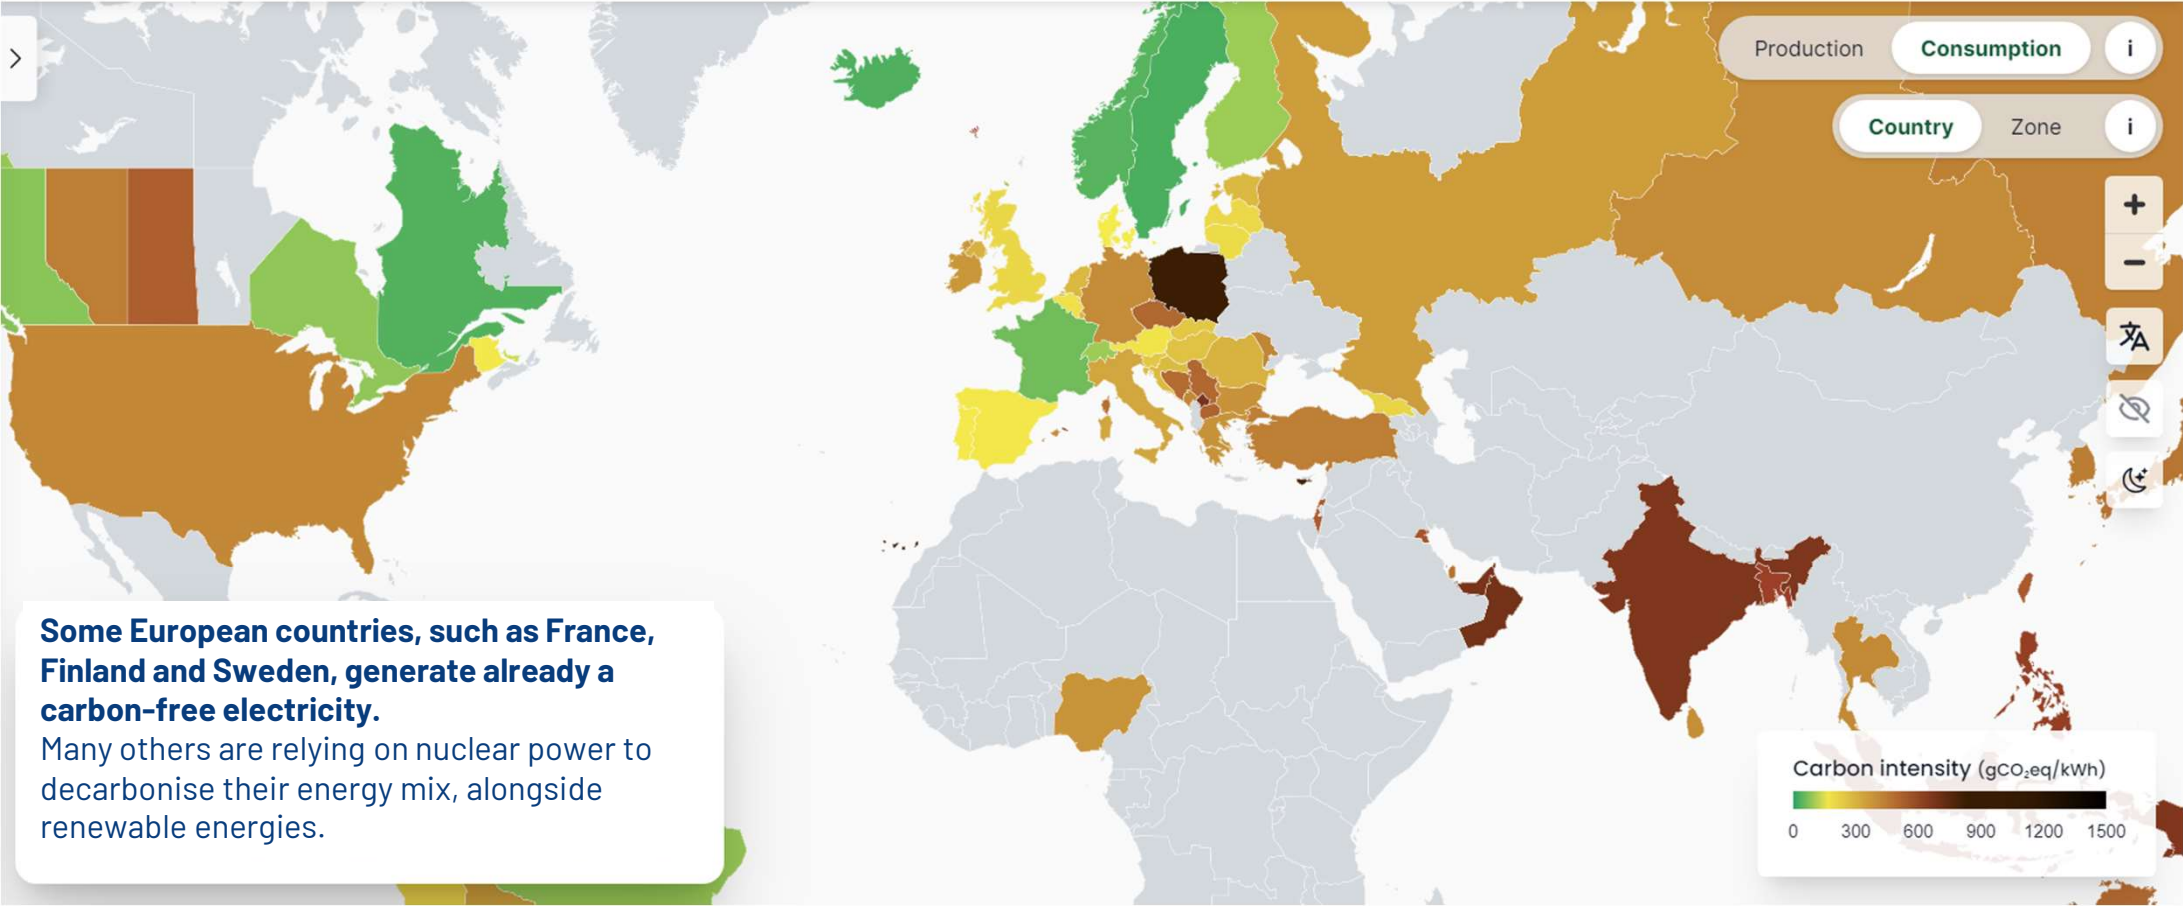 Production Consumption i
Country Zone i
+
−
Some European countries, such as France,
Finland and Sweden, generate already a
carbon-free electricity.
Many others are relying on nuclear power to
decarbonise their energy mix, alongside
renewable energies.
Carbon intensity (gCO₂eq/kWh)
0 300 600 900 1200 1500